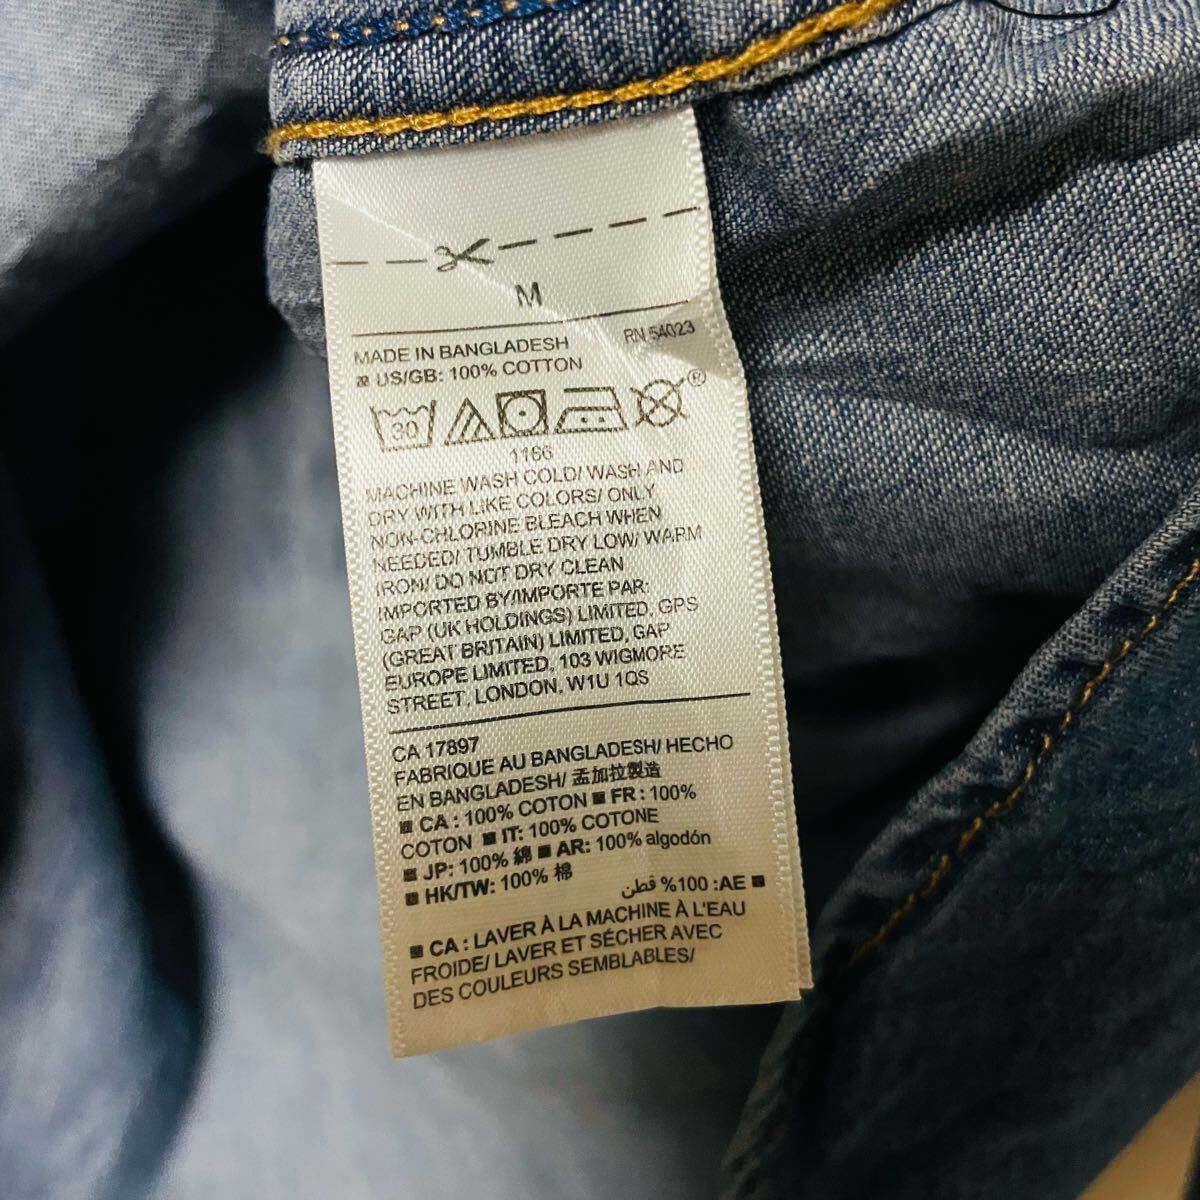 M
MADE IN BANGLADESH RN 54023
US/GB: 100% COTTON
30 ®
1166
MACHINE WASH COLD/ WASH AND
DRY WITH LIKE COLORS/ ONLY
NON-CHLORINE BLEACH WHEN
NEEDED/ TUMBLE DRY LOW/ WARM
IRON/ DO NOT DRY CLEAN
IMPORTED BY/IMPORTE PAR:
GAP (UK HOLDINGS) LIMITED, GPS
(GREAT BRITAIN) LIMITED, GAP
EUROPE LIMITED, 103 WIGMORE
STREET, LONDON, W1U 1QS
CA 17897
FABRIQUE AU BANGLADESH/ HECHO
EN BANGLADESH/ 孟加拉製造
■ CA : 100% COTON ■ FR : 100%
COTON ■ IT: 100% COTONE
■ JP: 100% 綿 ■ AR: 100% algodón
■ HK/TW: 100% 棉
■ AE: 100% قطن
■ CA : LAVER À LA MACHINE À L'EAU
FROIDE/ LAVER ET SÉCHER AVEC
DES COULEURS SEMBLABLES/